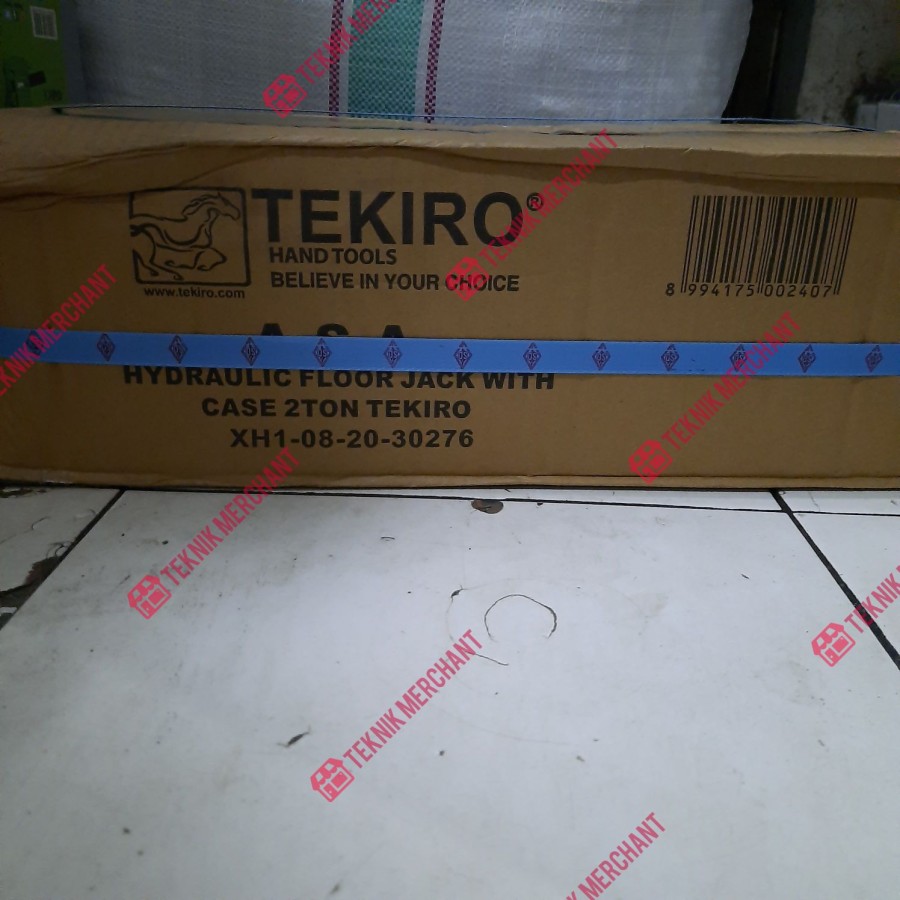 TEKIRO®
HAND TOOLS
BELIEVE IN YOUR CHOICE
www.tekiro.com
8 994175 002407
HYDRAULIC FLOOR JACK WITH
CASE 2TON TEKIRO
XH1-08-20-30276
TEKNIK MERCHANT
TEKNIK MERCHANT
TEKNIK MERCHANT
TEKNIK MERCHANT
TEKNIK MERCHANT
TEKNIK MERCHANT
TEKNIK MERCHANT
TEKNIK
MERCHANT